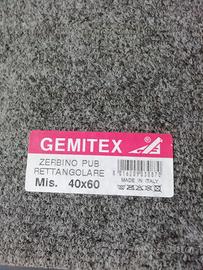 GEMITEX
ZERBINO PUB
RETTANGOLARE
Mis. 40x60
MADE IN ITALY